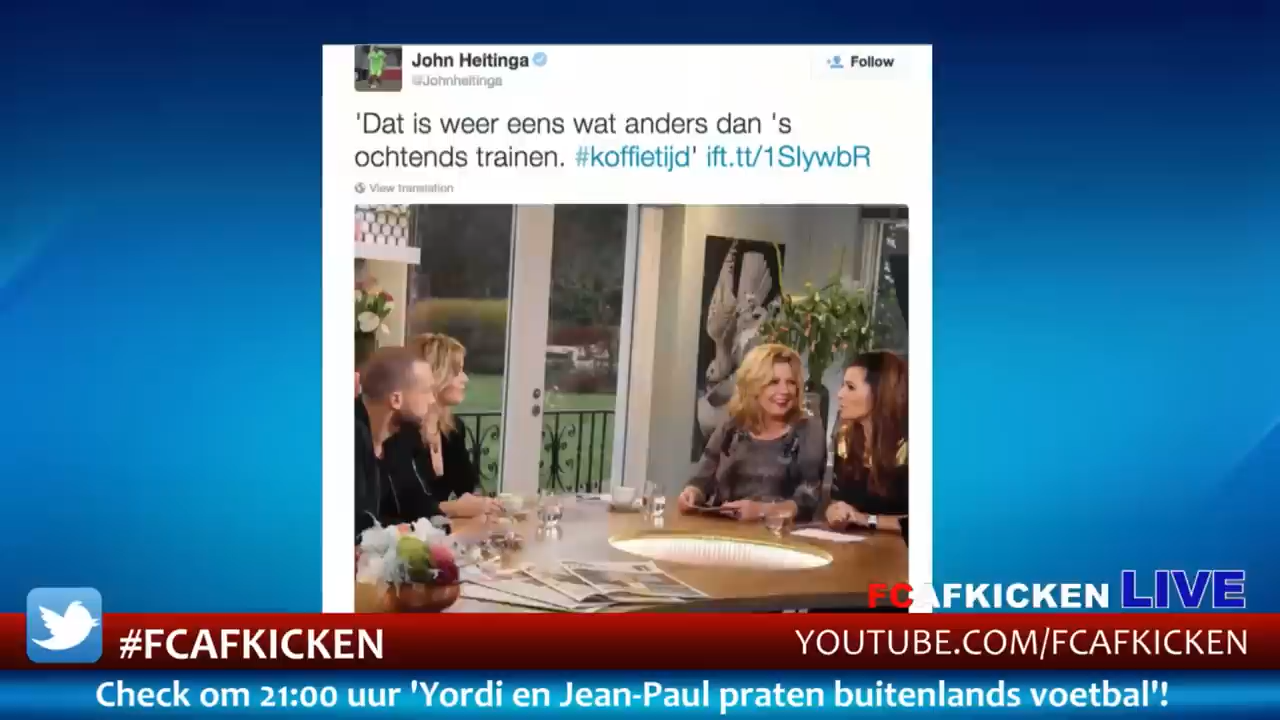 John Heitinga
@Johnheitinga
Follow
'Dat is weer eens wat anders dan 's
ochtends trainen. #koffietijd' ift.tt/1SlywbR
View translation
FCAFKICKEN LIVE
#FCAFKICKEN
YOUTUBE.COM/FCAFKICKEN
Check om 21:00 uur 'Yordi en Jean-Paul praten buitenlands voetbal'!